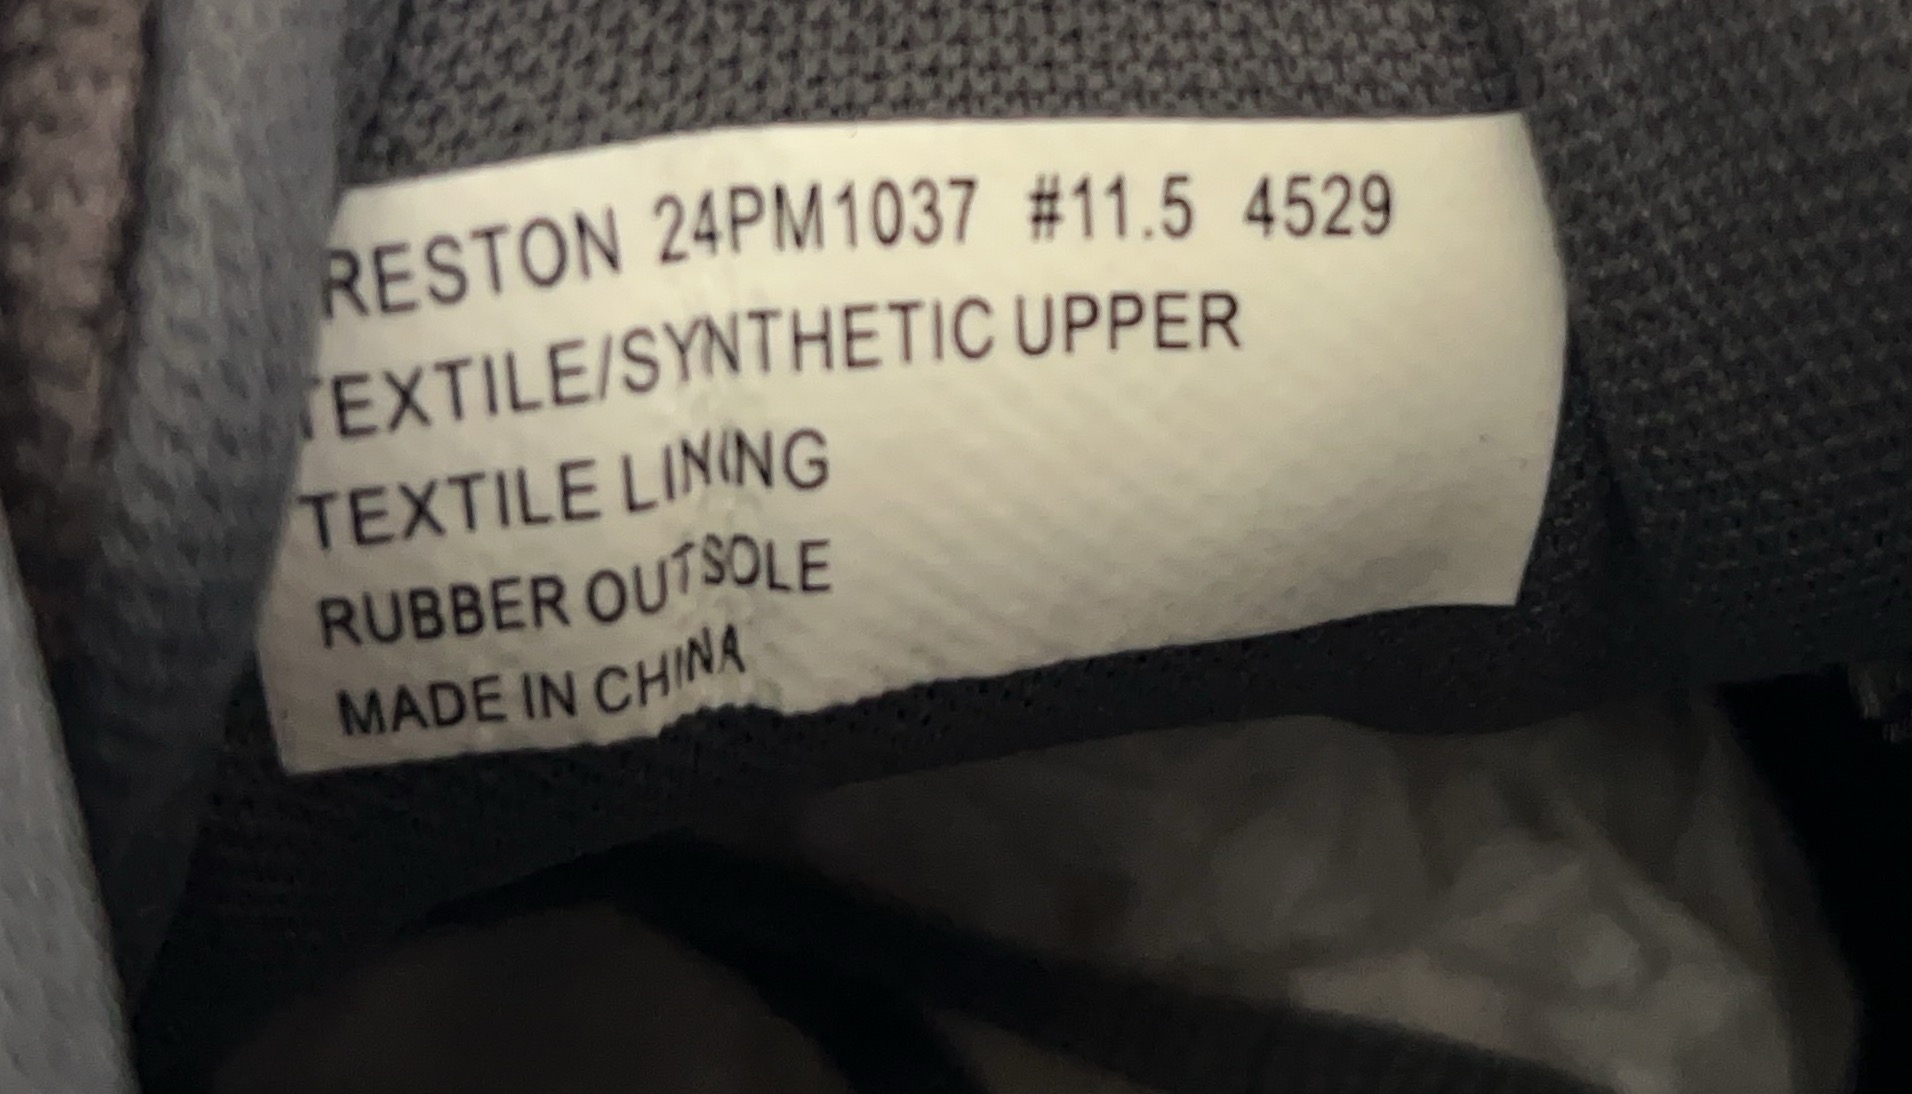 RESTON 24PM1037 #11.5 4529
TEXTILE/SYNTHETIC UPPER
TEXTILE LINING
RUBBER OUTSOLE
MADE IN CHINA